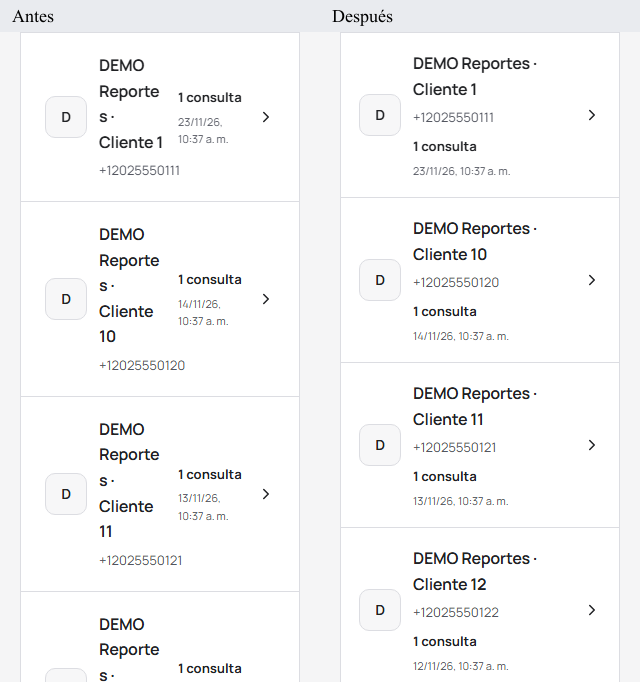 Antes
DEMO
Reporte
s ·
Cliente 1
+12025550111
D
1 consulta
23/11/26,
10:37 a. m.
DEMO
Reporte
s ·
Cliente
10
+12025550120
D
1 consulta
14/11/26,
10:37 a. m.
DEMO
Reporte
s ·
Cliente
11
+12025550121
D
1 consulta
13/11/26,
10:37 a. m.
DEMO
Reporte
s ·
1 consulta
Después
DEMO Reportes ·
Cliente 1
+12025550111
D
1 consulta
23/11/26, 10:37 a. m.
DEMO Reportes ·
Cliente 10
+12025550120
D
1 consulta
14/11/26, 10:37 a. m.
DEMO Reportes ·
Cliente 11
+12025550121
D
1 consulta
13/11/26, 10:37 a. m.
DEMO Reportes ·
Cliente 12
+12025550122
D
1 consulta
12/11/26, 10:37 a. m.